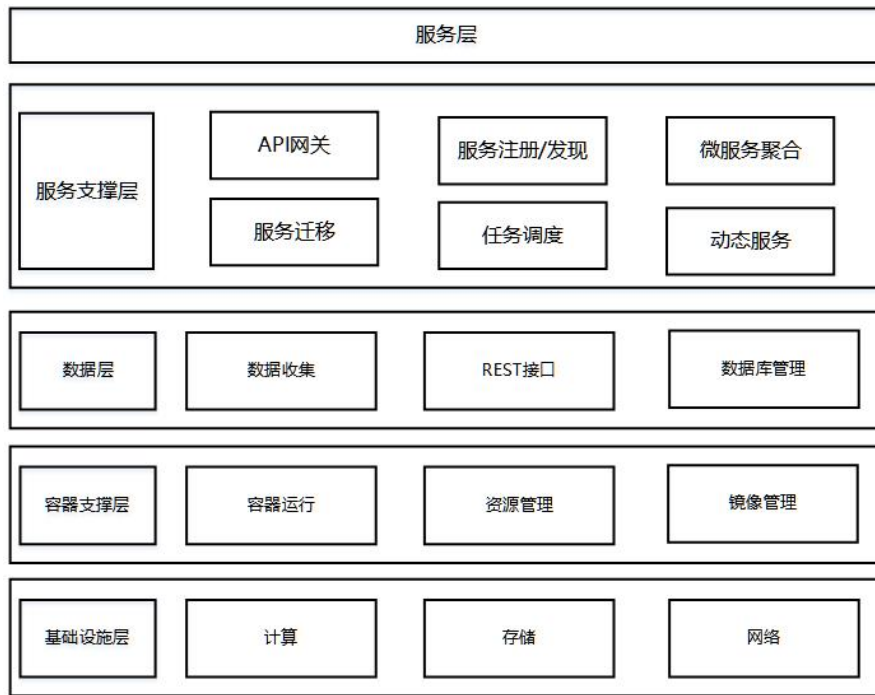 服务层
服务支撑层
API网关
服务注册/发现
微服务聚合
服务迁移
任务调度
动态服务
数据层
数据收集
REST接口
数据库管理
容器支撑层
容器运行
资源管理
镜像管理
基础设施层
计算
存储
网络